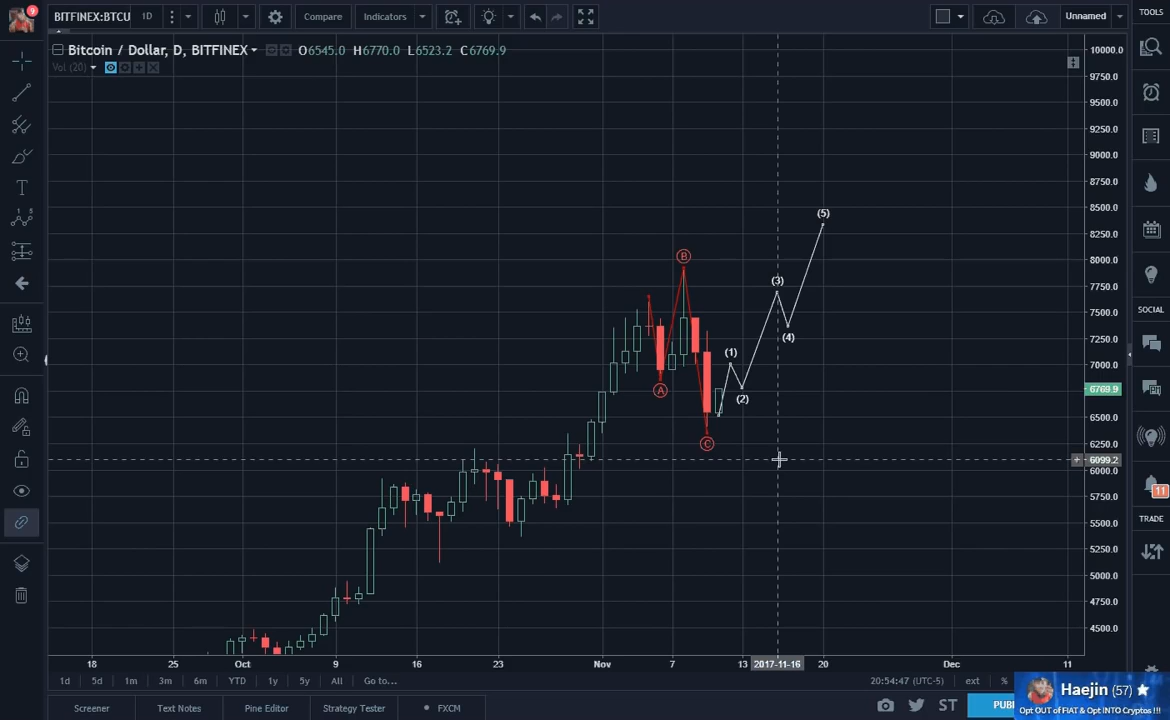 9
BITFINEX:BTCU
1D
Compare
Indicators
Unnamed
TOOLS
Bitcoin / Dollar, D, BITFINEX
O6545.0 H6770.0 L6523.2 C6769.9
Vol (20)
10000.0
9750.0
9500.0
9250.0
9000.0
8750.0
8500.0
8250.0
8000.0
7750.0
7500.0
7250.0
7000.0
6769.9
6500.0
6250.0
6099.2
6000.0
5750.0
5500.0
5250.0
5000.0
4750.0
4500.0
(5)
B
(3)
(4)
(1)
A
(2)
C
SOCIAL
11
TRADE
18
25
Oct
9
16
23
Nov
7
13
2017-11-16
20
Dec
11
1d
5d
1m
3m
6m
YTD
1y
5y
All
Go to...
20:54:47 (UTC-5)
ext
%
Screener
Text Notes
Pine Editor
Strategy Tester
FXCM
ST
PUB
Haejin (57)
Opt OUT of FIAT & Opt INTO Cryptos !!!